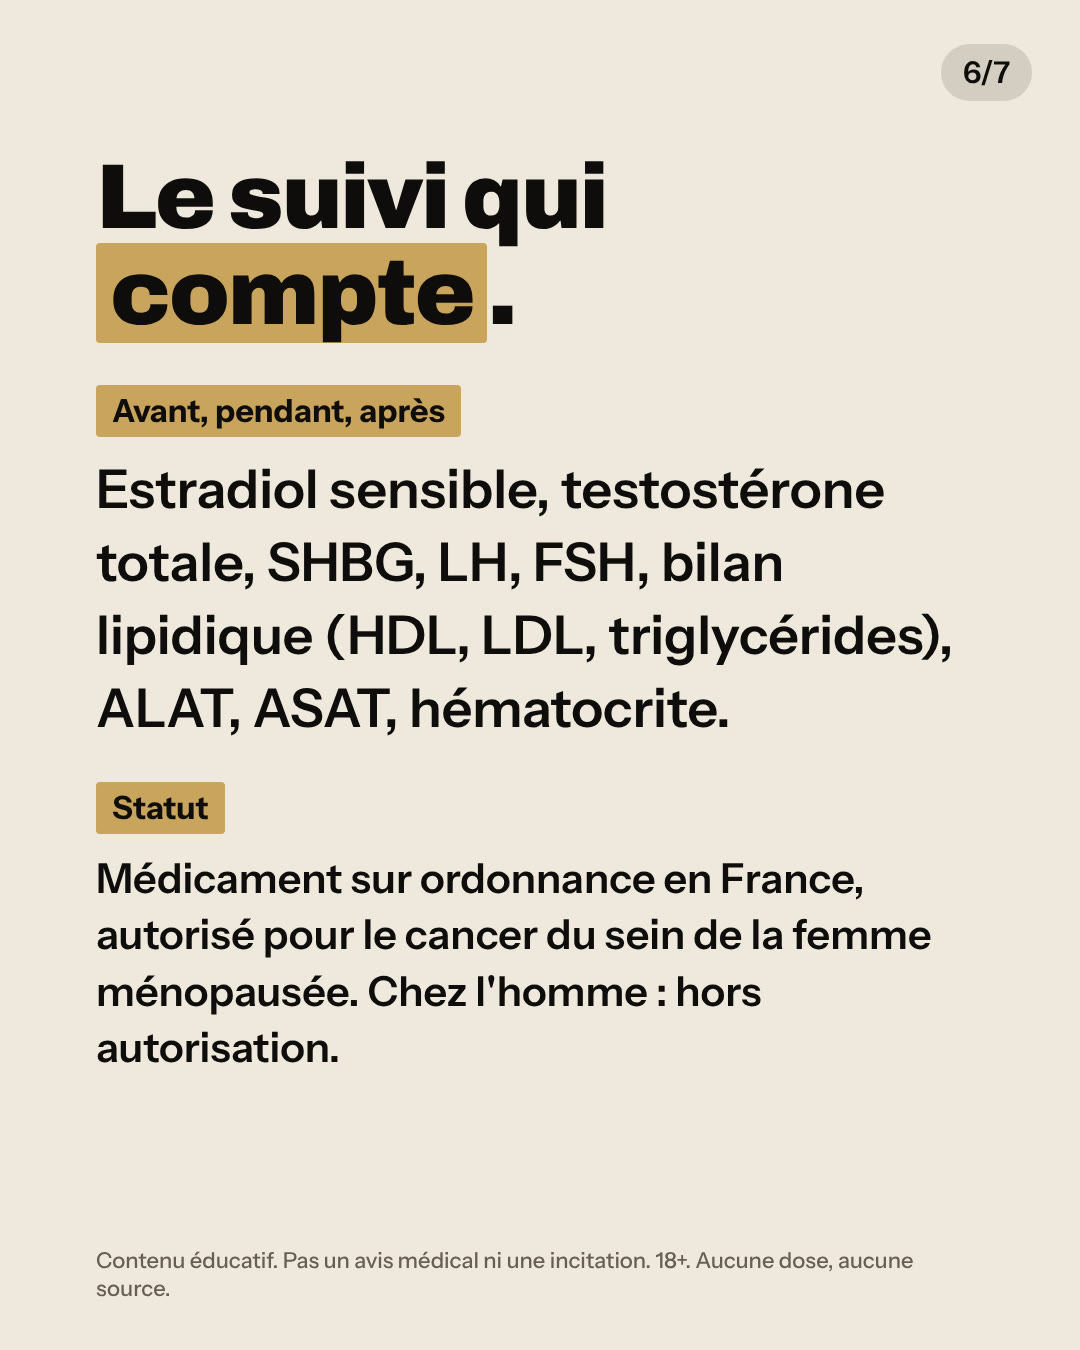 6/7
Le suivi qui
compte.
Avant, pendant, après
Estradiol sensible, testostérone
totale, SHBG, LH, FSH, bilan
lipidique (HDL, LDL, triglycérides),
ALAT, ASAT, hématocrite.
Statut
Médicament sur ordonnance en France,
autorisé pour le cancer du sein de la femme
ménopausée. Chez l'homme : hors
autorisation.
Contenu éducatif. Pas un avis médical ni une incitation. 18+. Aucune dose, aucune
source.